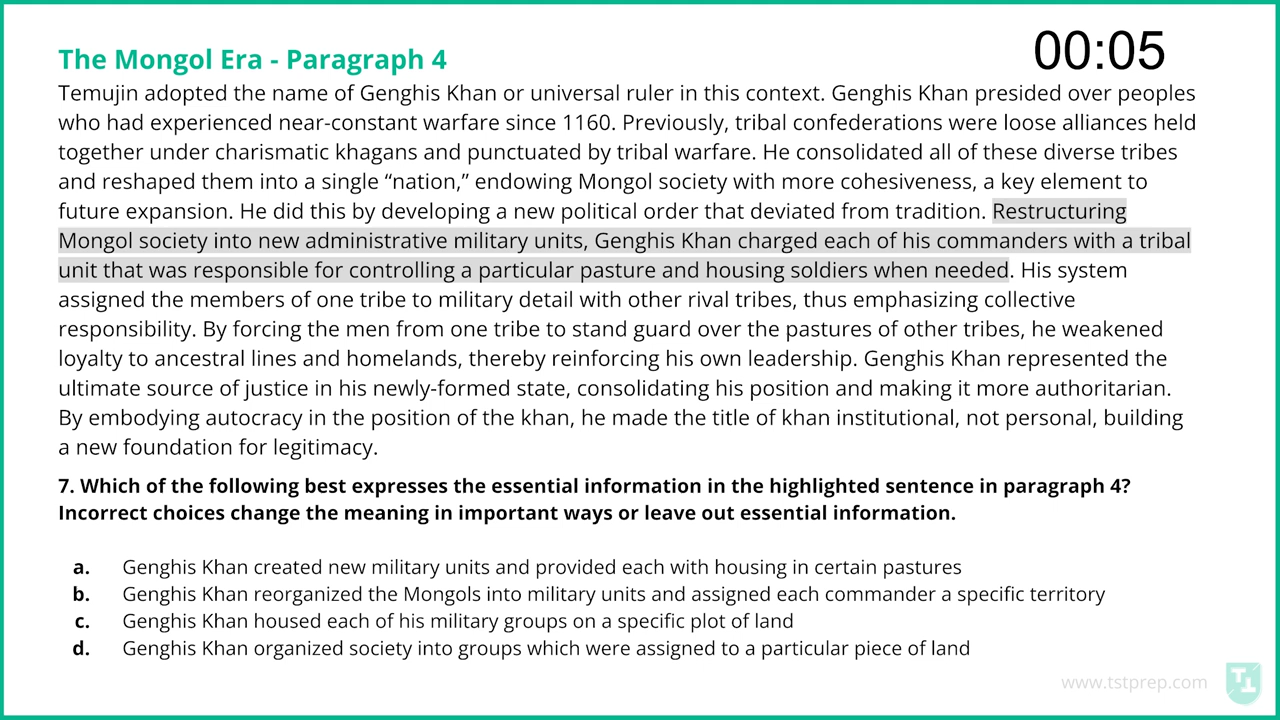 The Mongol Era - Paragraph 4
00:05
Temujin adopted the name of Genghis Khan or universal ruler in this context. Genghis Khan presided over peoples
who had experienced near-constant warfare since 1160. Previously, tribal confederations were loose alliances held
together under charismatic khagans and punctuated by tribal warfare. He consolidated all of these diverse tribes
and reshaped them into a single “nation,” endowing Mongol society with more cohesiveness, a key element to
future expansion. He did this by developing a new political order that deviated from tradition. Restructuring
Mongol society into new administrative military units, Genghis Khan charged each of his commanders with a tribal
unit that was responsible for controlling a particular pasture and housing soldiers when needed. His system
assigned the members of one tribe to military detail with other rival tribes, thus emphasizing collective
responsibility. By forcing the men from one tribe to stand guard over the pastures of other tribes, he weakened
loyalty to ancestral lines and homelands, thereby reinforcing his own leadership. Genghis Khan represented the
ultimate source of justice in his newly-formed state, consolidating his position and making it more authoritarian.
By embodying autocracy in the position of the khan, he made the title of khan institutional, not personal, building
a new foundation for legitimacy.
7. Which of the following best expresses the essential information in the highlighted sentence in paragraph 4?
Incorrect choices change the meaning in important ways or leave out essential information.
a. Genghis Khan created new military units and provided each with housing in certain pastures
b. Genghis Khan reorganized the Mongols into military units and assigned each commander a specific territory
c. Genghis Khan housed each of his military groups on a specific plot of land
d. Genghis Khan organized society into groups which were assigned to a particular piece of land
www.tstprep.com